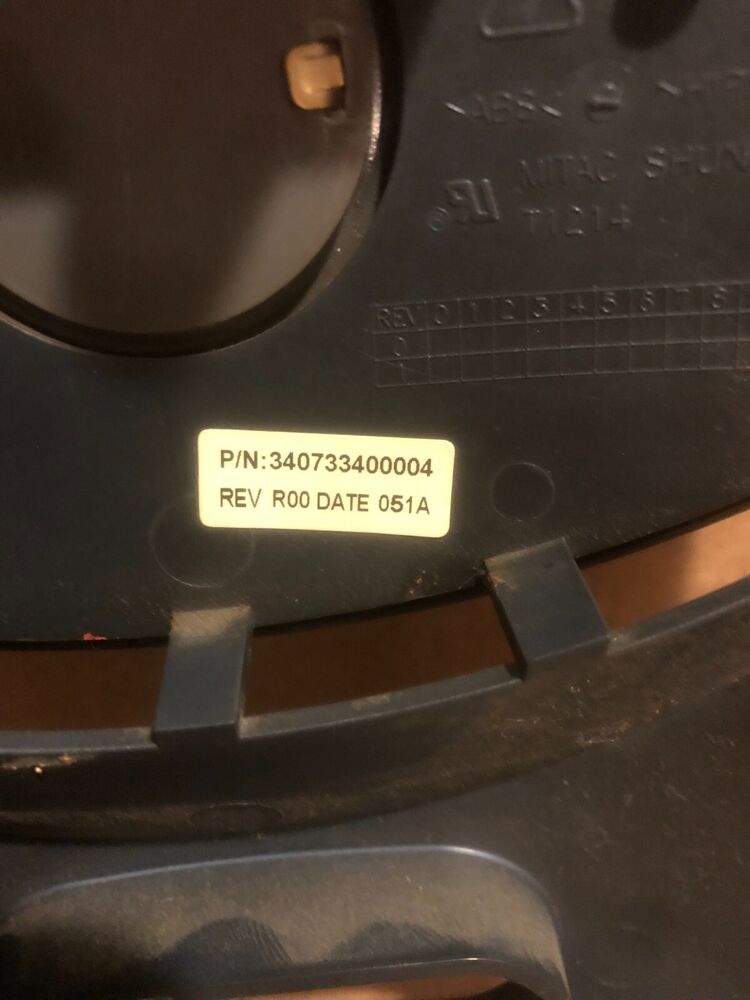 >ABS<
MITAC SHUN
T1214
REV 0 1 2 3 4 5 6 7 8
0
1
P/N:340733400004
REV R00 DATE 051A